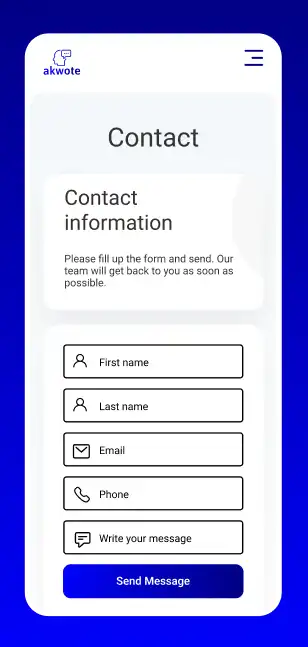 akwote
Contact
Contact
information
Please fill up the form and send. Our
team will get back to you as soon as
possible.
First name
Last name
Email
Phone
Write your message
Send Message